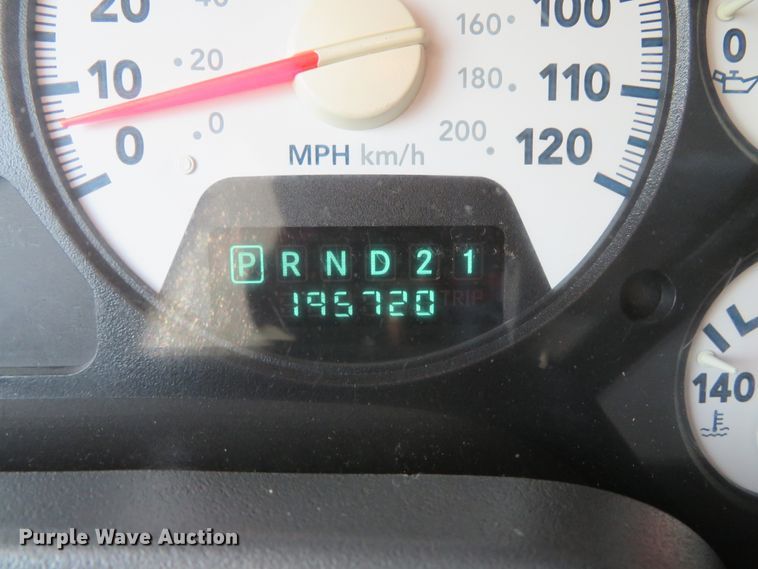 20 40 160 100
10 180 110
0 0 200 120
MPH km/h
0
P R N D 2 1
195720 TRIP
140
Purple Wave Auction